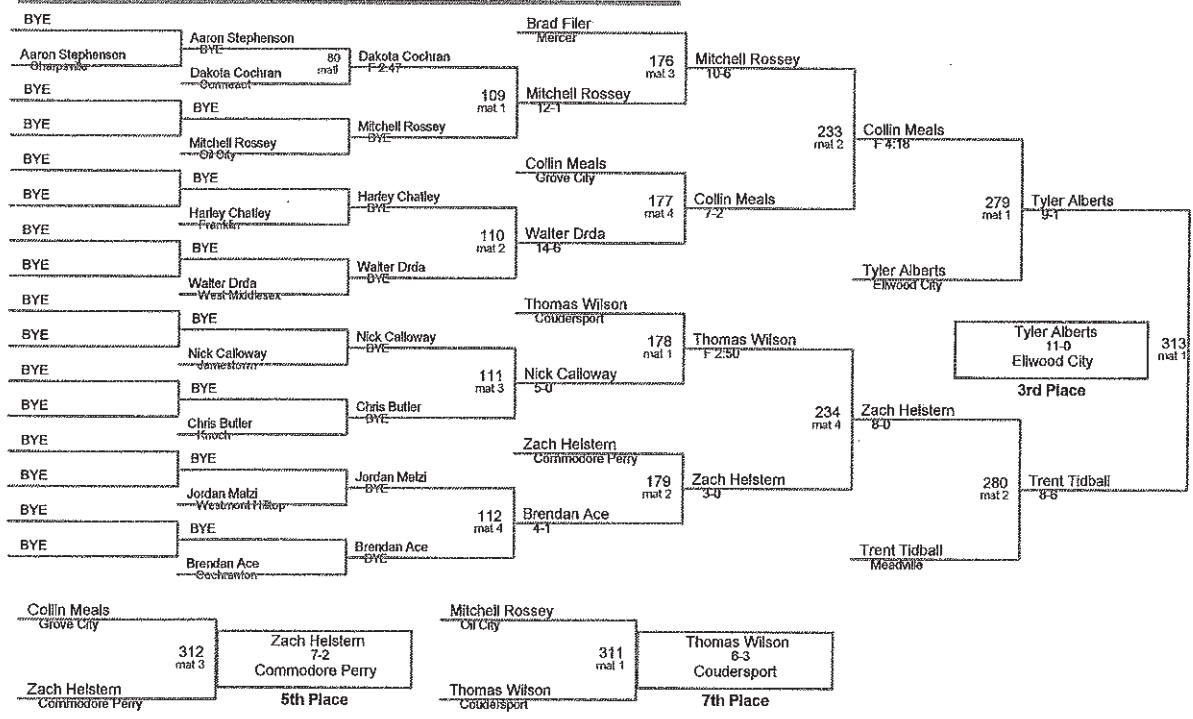 BYE
Aaron Stephenson
Sharpsville
BYE
BYE
BYE
BYE
BYE
BYE
BYE
BYE
BYE
BYE
BYE
BYE
BYE
BYE
Aaron Stephenson
BYE
80
mat
Dakota Cochran
Conneaut
BYE
Mitchell Rossey
Oil City
BYE
Harley Chatley
Franklin
BYE
Walter Drda
West Middlesex
BYE
Nick Calloway
Jamestown
BYE
Chris Butler
Knoch
BYE
Jordan Matzi
Westmont Hilltop
BYE
Brendan Ace
Cochranton
Dakota Cochran
F 2:47
109
mat 1
Mitchell Rossey
BYE
Harley Chatley
BYE
110
mat 2
Walter Drda
BYE
Nick Calloway
BYE
111
mat 3
Chris Butler
BYE
Jordan Matzi
BYE
112
mat 4
Brendan Ace
BYE
Brad Filer
Mercer
176
mat 3
Mitchell Rossey
12-1
Collin Meals
Grove City
177
mat 4
Walter Drda
14-6
Thomas Wilson
Coudersport
178
mat 1
Nick Calloway
5-0
Zach Helstern
Commodore Perry
179
mat 2
Brendan Ace
4-1
Mitchell Rossey
10-6
233
mat 2
Collin Meals
7-2
Thomas Wilson
F 2:50
234
mat 4
Zach Helstern
3-0
Collin Meals
F 4:18
279
mat 1
Tyler Alberts
Ellwood City
Zach Helstern
8-0
280
mat 2
Trent Tidball
Meadville
Tyler Alberts
9-1
313
mat 1
Trent Tidball
8-6
Tyler Alberts
11-0
Ellwood City
3rd Place
Collin Meals
Grove City
312
mat 3
Zach Helstern
Commodore Perry
Zach Helstern
7-2
Commodore Perry
5th Place
Mitchell Rossey
Oil City
311
mat 1
Thomas Wilson
Coudersport
Thomas Wilson
6-3
Coudersport
7th Place